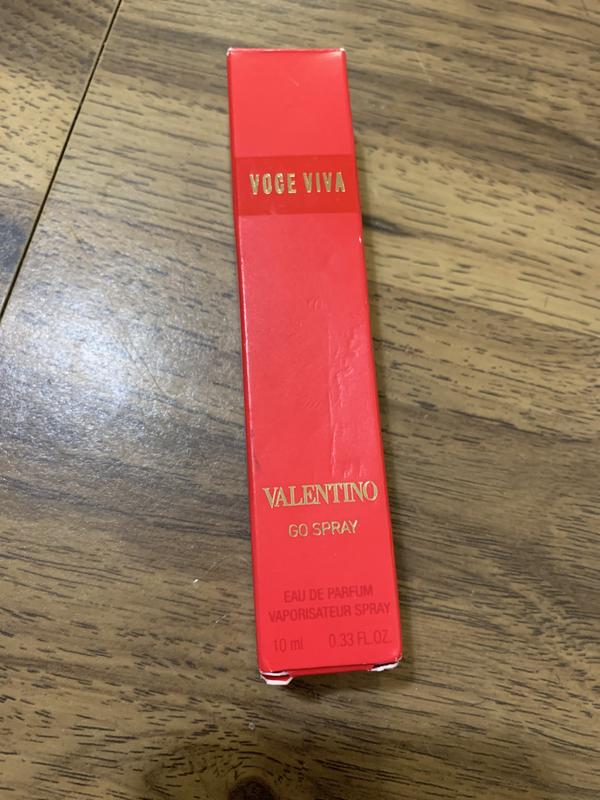 VOCE VIVA
VALENTINO
GO SPRAY
EAU DE PARFUM
VAPORISATEUR SPRAY
10 ml 0.33 FL.OZ.